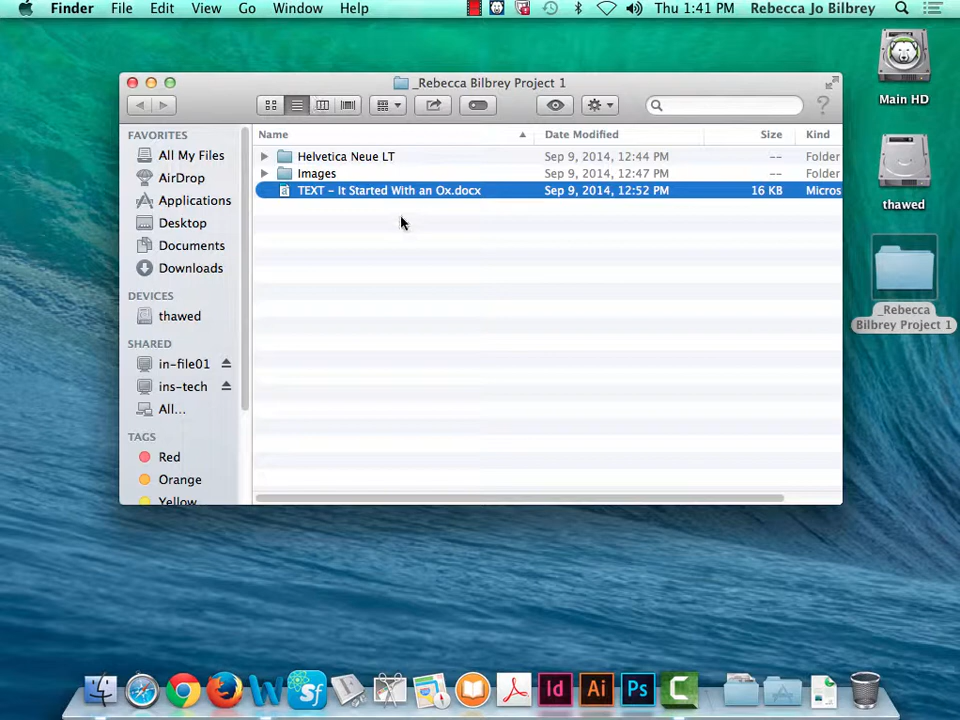 Finder File Edit View Go Window Help Thu 1:41 PM Rebecca Jo Bilbrey
_Rebecca Bilbrey Project 1
Name Date Modified Size Kind
Helvetica Neue LT Sep 9, 2014, 12:44 PM -- Folder
Images Sep 9, 2014, 12:47 PM -- Folder
TEXT – It Started With an Ox.docx Sep 9, 2014, 12:52 PM 16 KB Micros
FAVORITES
All My Files
AirDrop
Applications
Desktop
Documents
Downloads
DEVICES
thawed
SHARED
in-file01
ins-tech
All...
TAGS
Red
Orange
Yellow
Main HD
thawed
_Rebecca
Bilbrey Project 1
W Sf Id Ai Ps C